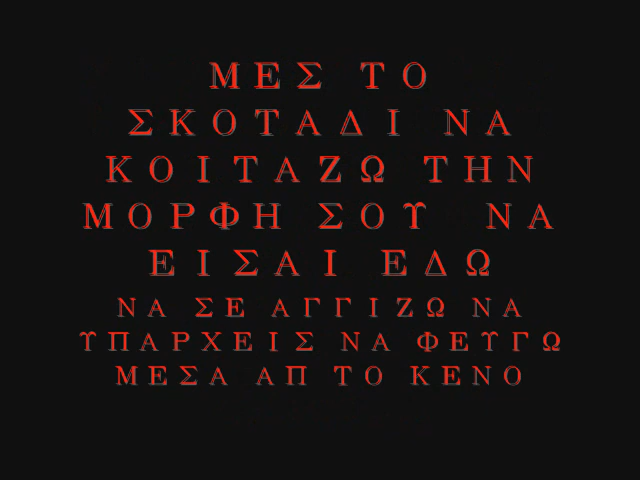 ΜΕΣ ΤΟ
ΣΚΟΤΑΔΙ ΝΑ
ΚΟΙΤΑΖΩ ΤΗΝ
ΜΟΡΦΗ ΣΟΥ ΝΑ
ΕΙΣΑΙ ΕΔΩ
ΝΑ ΣΕ ΑΓΓΙΖΩ ΝΑ
ΥΠΑΡΧΕΙΣ ΝΑ ΦΕΥΓΩ
ΜΕΣΑ ΑΠ ΤΟ ΚΕΝΟ